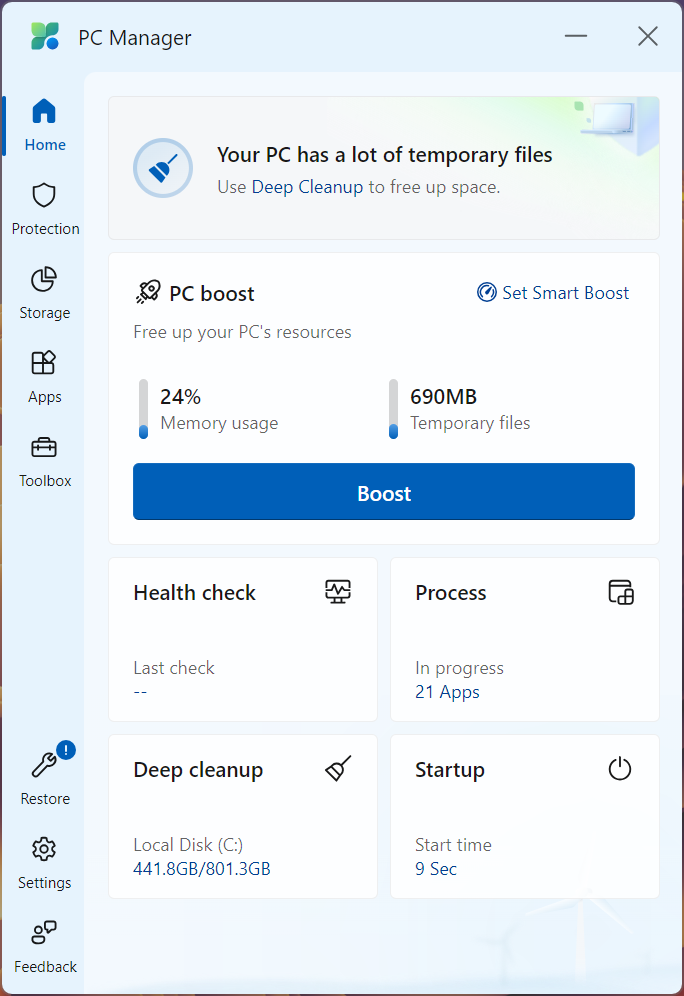 PC Manager
Home
Protection
Storage
Apps
Toolbox
Restore
!
Settings
Feedback
Your PC has a lot of temporary files
Use Deep Cleanup to free up space.
PC boost
Set Smart Boost
Free up your PC's resources
24%
Memory usage
690MB
Temporary files
Boost
Health check
Last check
--
Process
In progress
21 Apps
Deep cleanup
Local Disk (C:)
441.8GB/801.3GB
Startup
Start time
9 Sec